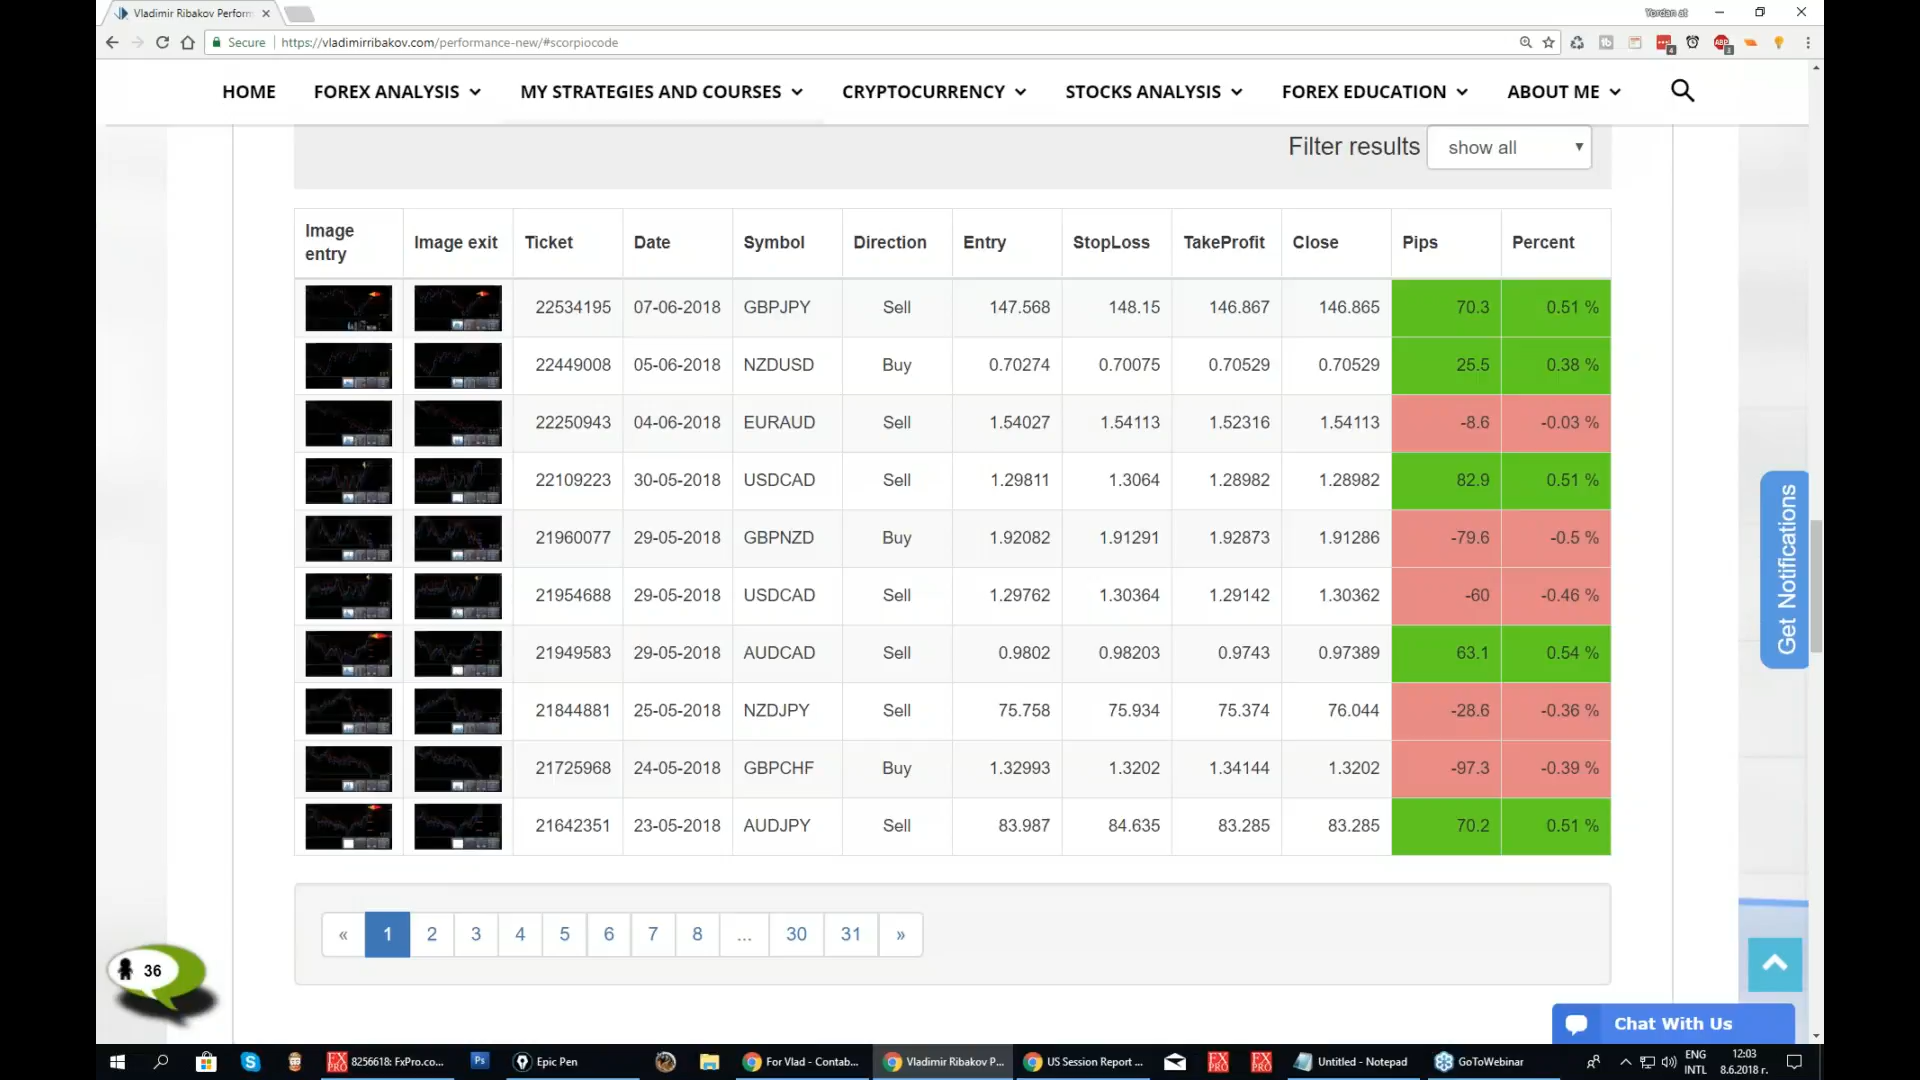 Vladimir Ribakov Perform
Yordan at
Secure https://vladimirribakov.com/performance-new/#scorpiocode
HOME FOREX ANALYSIS MY STRATEGIES AND COURSES CRYPTOCURRENCY STOCKS ANALYSIS FOREX EDUCATION ABOUT ME
Filter results show all
Image entry Image exit Ticket Date Symbol Direction Entry StopLoss TakeProfit Close Pips Percent
22534195 07-06-2018 GBPJPY Sell 147.568 148.15 146.867 146.865 70.3 0.51 %
22449008 05-06-2018 NZDUSD Buy 0.70274 0.70075 0.70529 0.70529 25.5 0.38 %
22250943 04-06-2018 EURAUD Sell 1.54027 1.54113 1.52316 1.54113 -8.6 -0.03 %
22109223 30-05-2018 USDCAD Sell 1.29811 1.3064 1.28982 1.28982 82.9 0.51 %
21960077 29-05-2018 GBPNZD Buy 1.92082 1.91291 1.92873 1.91286 -79.6 -0.5 %
21954688 29-05-2018 USDCAD Sell 1.29762 1.30364 1.29142 1.30362 -60 -0.46 %
21949583 29-05-2018 AUDCAD Sell 0.9802 0.98203 0.9743 0.97389 63.1 0.54 %
21844881 25-05-2018 NZDJPY Sell 75.758 75.934 75.374 76.044 -28.6 -0.36 %
21725968 24-05-2018 GBPCHF Buy 1.32993 1.3202 1.34144 1.3202 -97.3 -0.39 %
21642351 23-05-2018 AUDJPY Sell 83.987 84.635 83.285 83.285 70.2 0.51 %
Get Notifications
« 1 2 3 4 5 6 7 8 ... 30 31 »
36
Chat With Us
8256618: FxPro.co... Ps Epic Pen For Vlad - Contab... Vladimir Ribakov P... US Session Report ... Untitled - Notepad GoToWebinar ENG 12:03
INTL 8.6.2018 г.